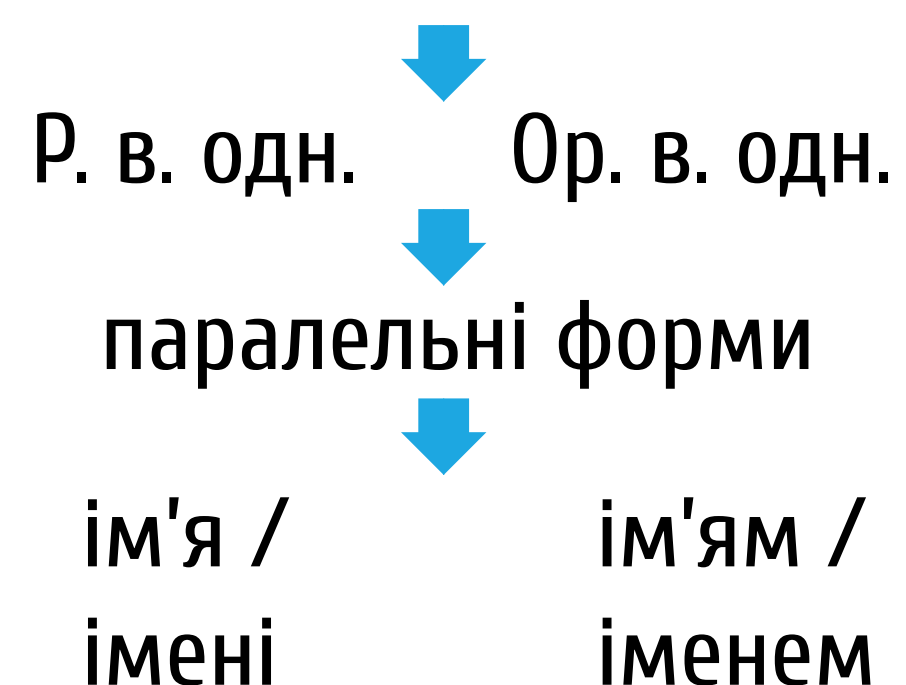 Р. в. одн. Ор. в. одн.
паралельні форми
ім'я / ім'ям /
імені іменем